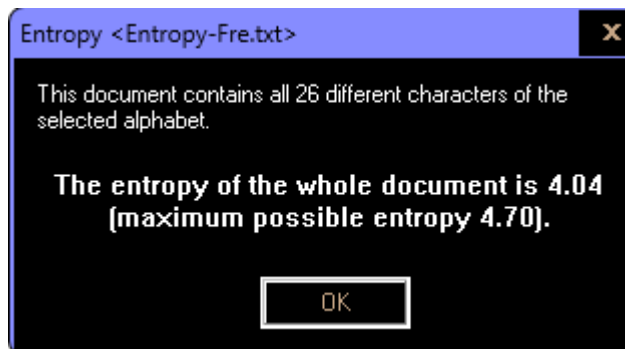 Entropy <Entropy-Fre.txt>
x
This document contains all 26 different characters of the
selected alphabet.
The entropy of the whole document is 4.04
(maximum possible entropy 4.70).
OK